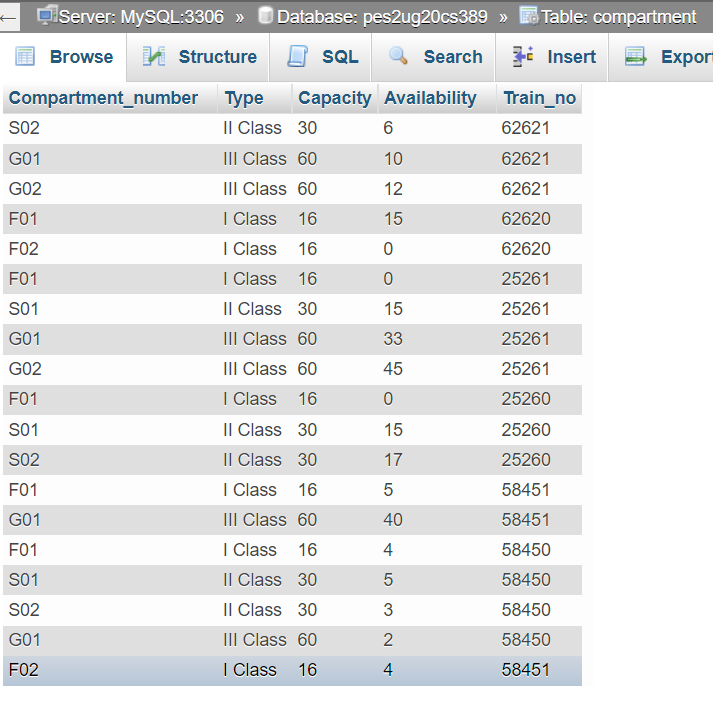 Server: MySQL:3306 » Database: pes2ug20cs389 » Table: compartment
Browse Structure SQL Search Insert Export
Compartment_number Type Capacity Availability Train_no
S02 II Class 30 6 62621
G01 III Class 60 10 62621
G02 III Class 60 12 62621
F01 I Class 16 15 62620
F02 I Class 16 0 62620
F01 I Class 16 0 25261
S01 II Class 30 15 25261
G01 III Class 60 33 25261
G02 III Class 60 45 25261
F01 I Class 16 0 25260
S01 II Class 30 15 25260
S02 II Class 30 17 25260
F01 I Class 16 5 58451
G01 III Class 60 40 58451
F01 I Class 16 4 58450
S01 II Class 30 5 58450
S02 II Class 30 3 58450
G01 III Class 60 2 58450
F02 I Class 16 4 58451